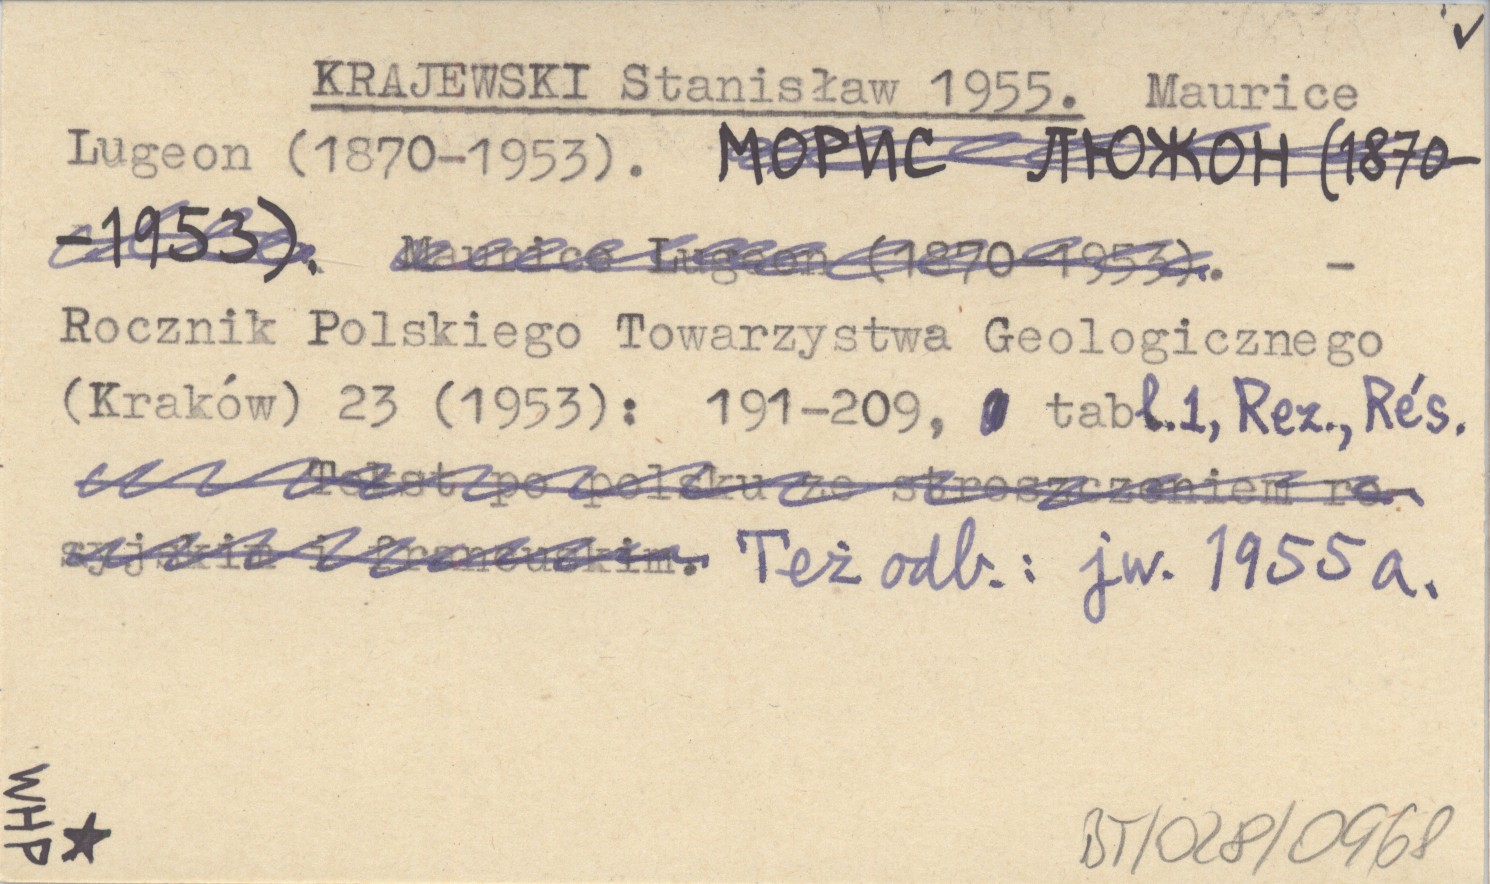 KRAJEWSKI Stanisław 1955. Maurice
Lugeon (1870-1953). МОРИС ЛЮЖОН (1870-
-1953). Maurice Lugeon (1870-1953). -
Rocznik Polskiego Towarzystwa Geologicznego
(Kraków) 23 (1953): 191-209, tabl.1, Rez., Rés.
Tekst po polsku ze streszczeniem ro-
syjskim i francuskim. Też odb.: jw. 1955a.
WHP
BT/028/0968